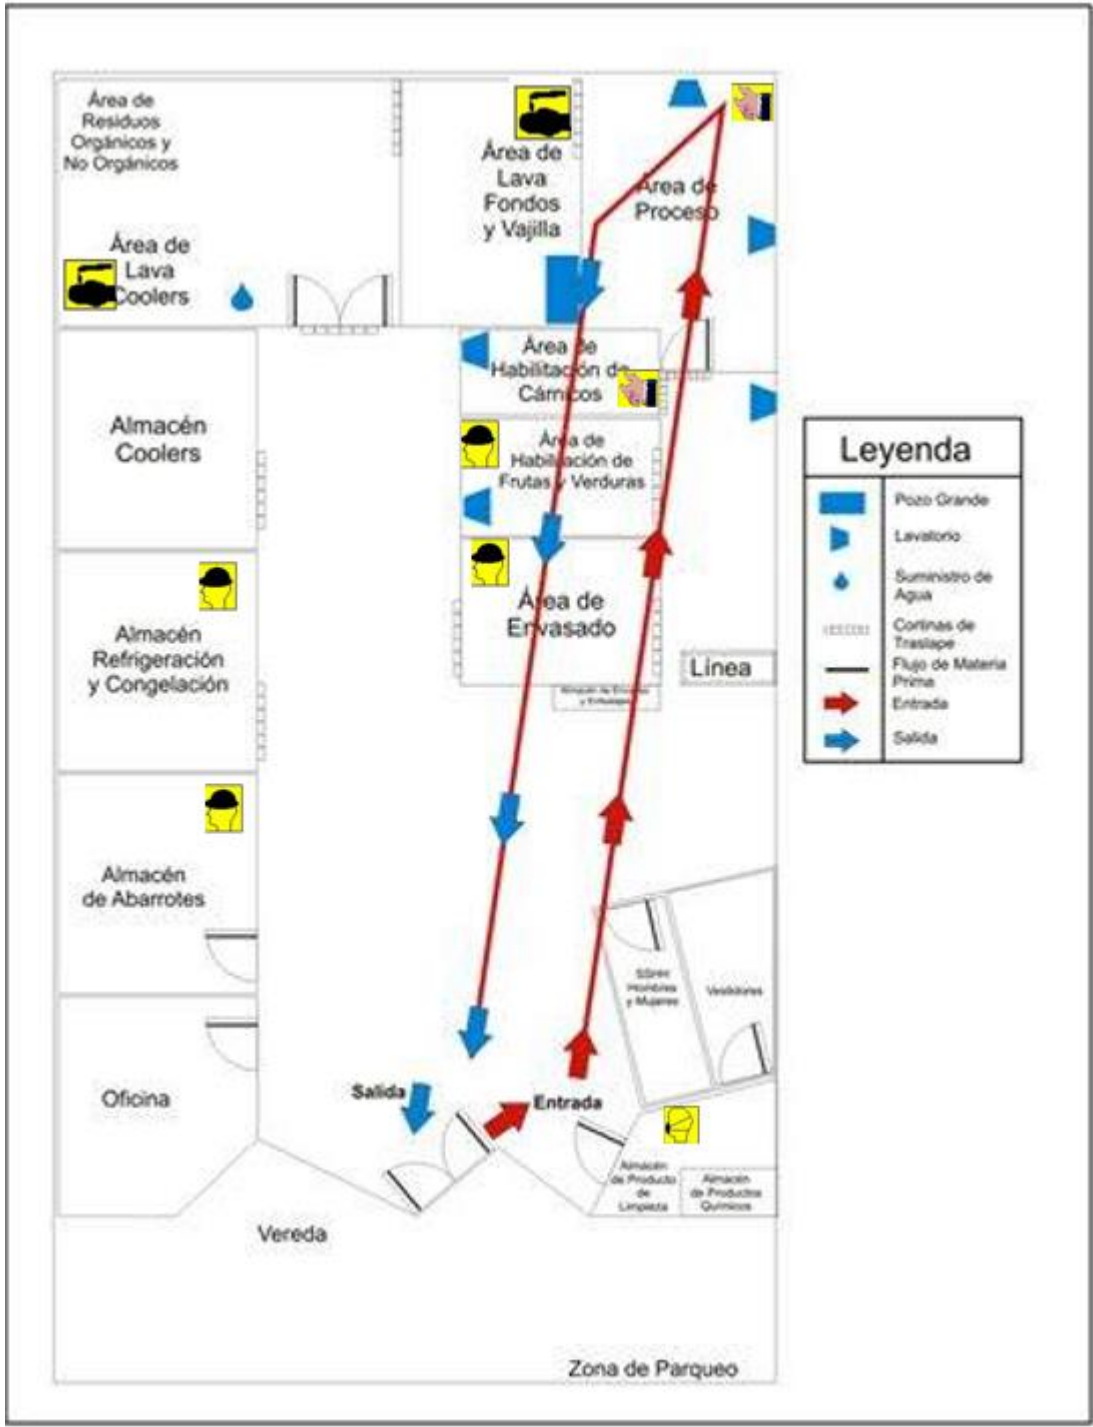 Área de
Residuos
Orgánicos y
No Orgánicos
Área de
Lava
Fondos
y Vajilla
Área de
Proceso
Área de
Lava
Coolers
Área de
Habilitación de
Cárnicos
Almacén
Coolers
Área de
Habilitación de
Frutas y Verduras
Área de
Envasado
Almacén
Refrigeración
y Congelación
Línea
Almacén de Envases
y Embalajes
Almacén
de Abarrotes
SSHH
Hombres
y Mujeres
Vestidores
Oficina
Salida
Entrada
Almacén
de Producto
de
Limpieza
Almacén
de Productos
Químicos
Vereda
Zona de Parqueo
Leyenda
Pozo Grande
Lavatorio
Suministro de
Agua
Cortinas de
Traslape
Flujo de Materia
Prima
Entrada
Salida